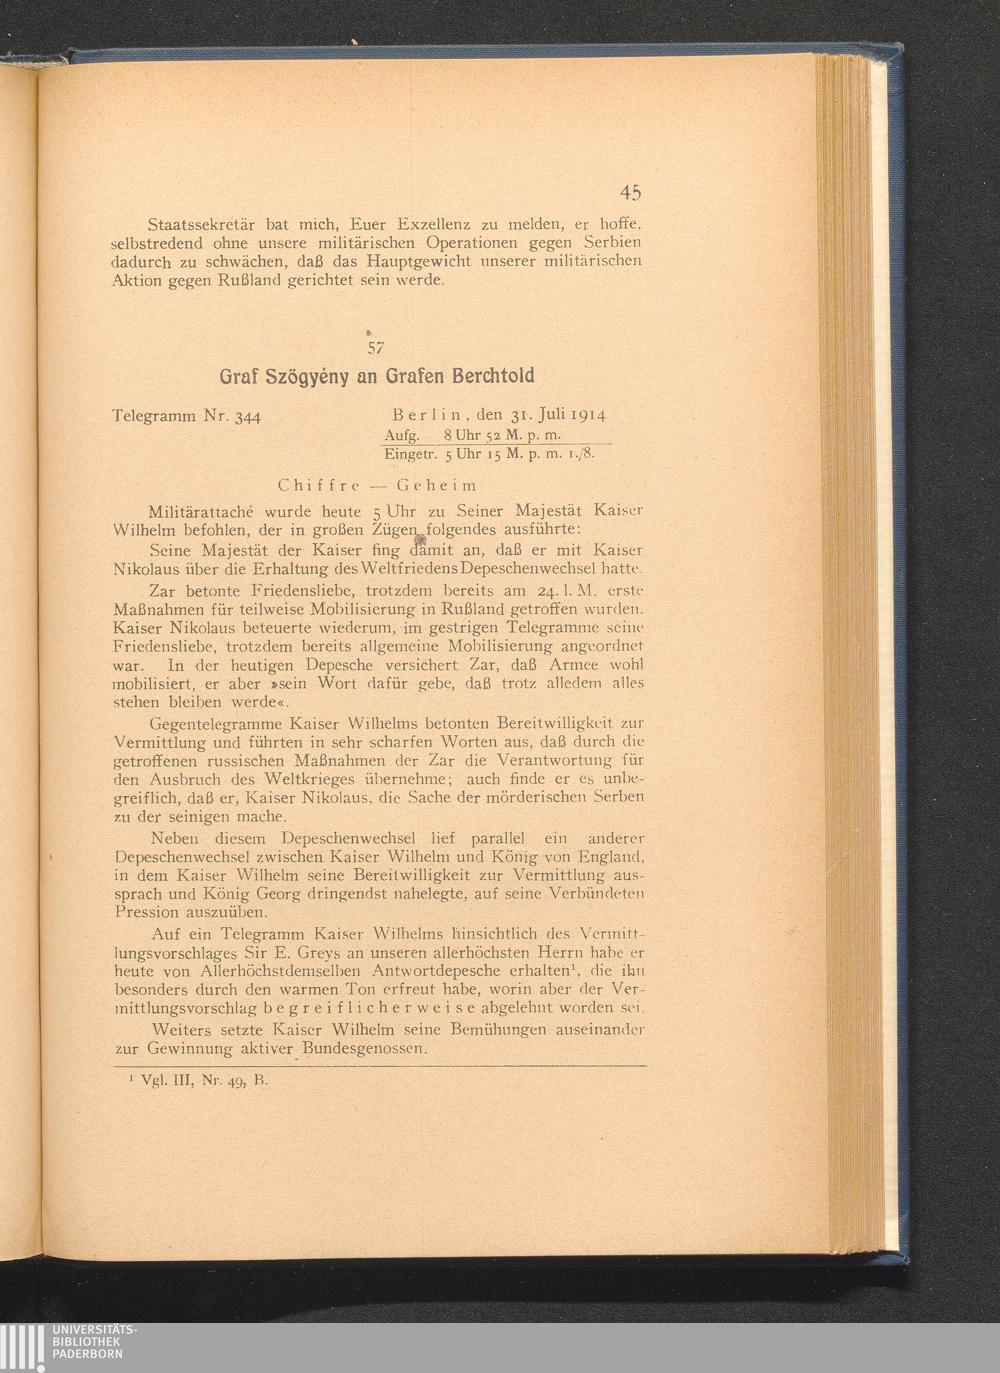 45
Staatssekretär bat mich, Euer Exzellenz zu melden, er hoffe,
selbstredend ohne unsere militärischen Operationen gegen Serbien
dadurch zu schwächen, daß das Hauptgewicht unserer militärischen
Aktion gegen Rußland gerichtet sein werde.
57
Graf Szögyény an Grafen Berchtold
Telegramm Nr. 344 Berlin, den 31. Juli 1914
Aufg. 8 Uhr 52 M. p. m.
Eingetr. 5 Uhr 15 M. p. m. 1./8.
Chiffre — Geheim
Militärattaché wurde heute 5 Uhr zu Seiner Majestät Kaiser
Wilhelm befohlen, der in großen Zügen folgendes ausführte:
Seine Majestät der Kaiser fing damit an, daß er mit Kaiser
Nikolaus über die Erhaltung des Weltfriedens Depeschenwechsel hatte.
Zar betonte Friedensliebe, trotzdem bereits am 24. l. M. erste
Maßnahmen für teilweise Mobilisierung in Rußland getroffen wurden.
Kaiser Nikolaus beteuerte wiederum, im gestrigen Telegramme seine
Friedensliebe, trotzdem bereits allgemeine Mobilisierung angeordnet
war. In der heutigen Depesche versichert Zar, daß Armee wohl
mobilisiert, er aber »sein Wort dafür gebe, daß trotz alledem alles
stehen bleiben werde«.
Gegentelegramme Kaiser Wilhelms betonten Bereitwilligkeit zur
Vermittlung und führten in sehr scharfen Worten aus, daß durch die
getroffenen russischen Maßnahmen der Zar die Verantwortung für
den Ausbruch des Weltkrieges übernehme; auch finde er es unbe-
greiflich, daß er, Kaiser Nikolaus, die Sache der mörderischen Serben
zu der seinigen mache.
Neben diesem Depeschenwechsel lief parallel ein anderer
Depeschenwechsel zwischen Kaiser Wilhelm und König von England,
in dem Kaiser Wilhelm seine Bereitwilligkeit zur Vermittlung aus-
sprach und König Georg dringendst nahelegte, auf seine Verbündeten
Pression auszuüben.
Auf ein Telegramm Kaiser Wilhelms hinsichtlich des Vermitt-
lungsvorschlages Sir E. Greys an unseren allerhöchsten Herrn habe er
heute von Allerhöchstdemselben Antwortdepesche erhalten¹, die ihn
besonders durch den warmen Ton erfreut habe, worin aber der Ver-
mittlungsvorschlag begreiflicherweise abgelehnt worden sei.
Weiters setzte Kaiser Wilhelm seine Bemühungen auseinander
zur Gewinnung aktiver Bundesgenossen.
¹ Vgl. III, Nr. 49, B.
UNIVERSITÄTS-
BIBLIOTHEK
PADERBORN